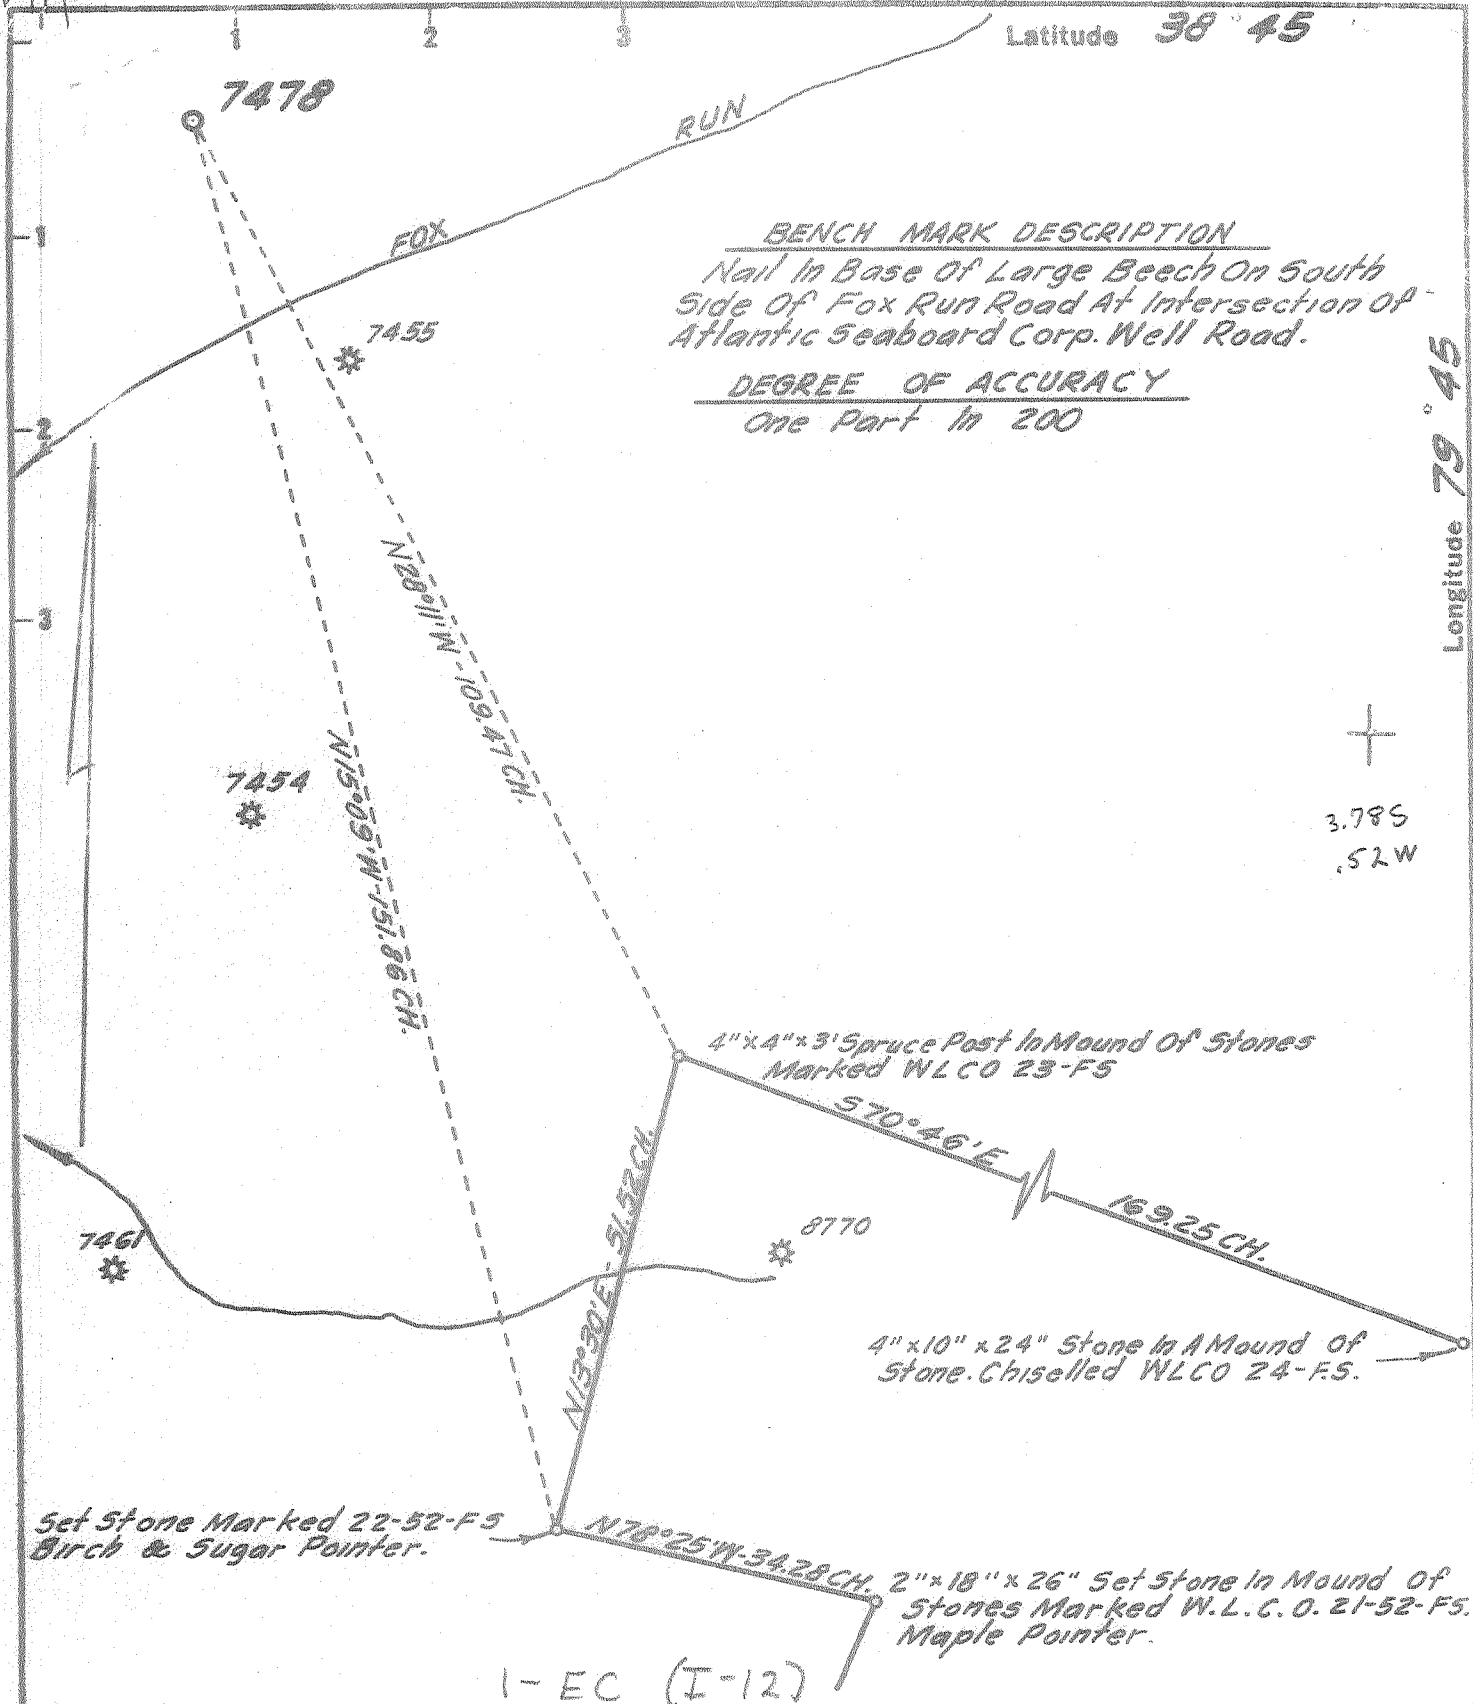 1
2
3
Latitude 38° 45
7478
RUN
FOX
1
BENCH MARK DESCRIPTION
Nail In Base Of Large Beech On South
Side Of Fox Run Road At Intersection Of
Atlantic Seaboard Corp. Well Road.
7455
DEGREE OF ACCURACY
One Part In 200
2
Longitude 79° 45
3
N28°11'W-109.47 CH.
N15°09'W-151.86 CH.
7454
3.78S
.52W
4"x4"x3' Spruce Post In Mound Of Stones
Marked WLCO 23-FS
S70°46'E
169.25 CH.
N13°30'E-51.52 CH.
7461
8770
4"x10"x24" Stone In A Mound Of
Stone. Chiselled WLCO 24-F.S.
Set Stone Marked 22-52-FS
Birch & Sugar Pointer.
N78°25'W-34.28 CH.
2"x18"x26" Set Stone In Mound Of
Stones Marked W.L.C.O. 21-52-FS.
Maple Pointer.
1-EC (I-12)